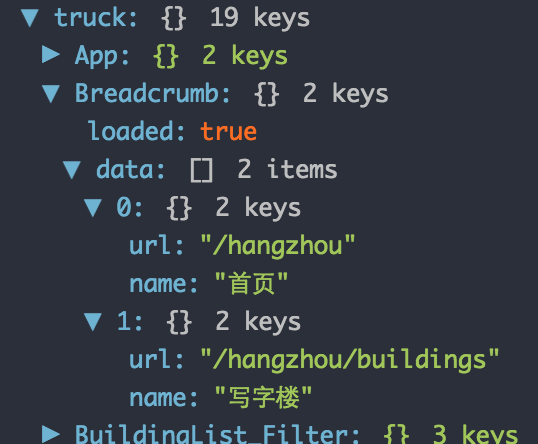 ▼ truck: {} 19 keys
▶ App: {} 2 keys
▼ Breadcrumb: {} 2 keys
loaded: true
▼ data: [] 2 items
▼ 0: {} 2 keys
url: "/hangzhou"
name: "首页"
▼ 1: {} 2 keys
url: "/hangzhou/buildings"
name: "写字楼"
▶ BuildingList_Filter: {} 3 keys